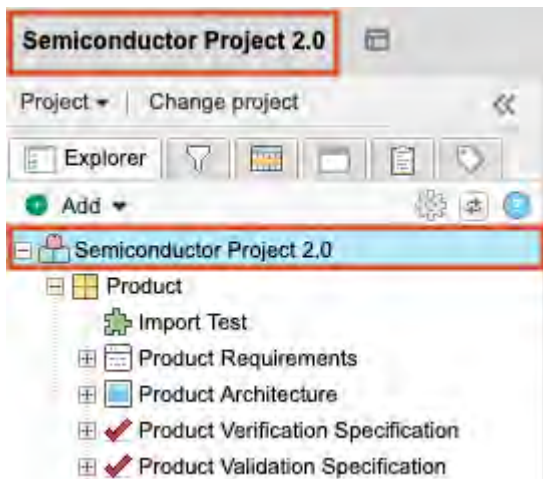 Semiconductor Project 2.0
Project | Change project
Explorer
Add
Semiconductor Project 2.0
Product
Import Test
Product Requirements
Product Architecture
Product Verification Specification
Product Validation Specification